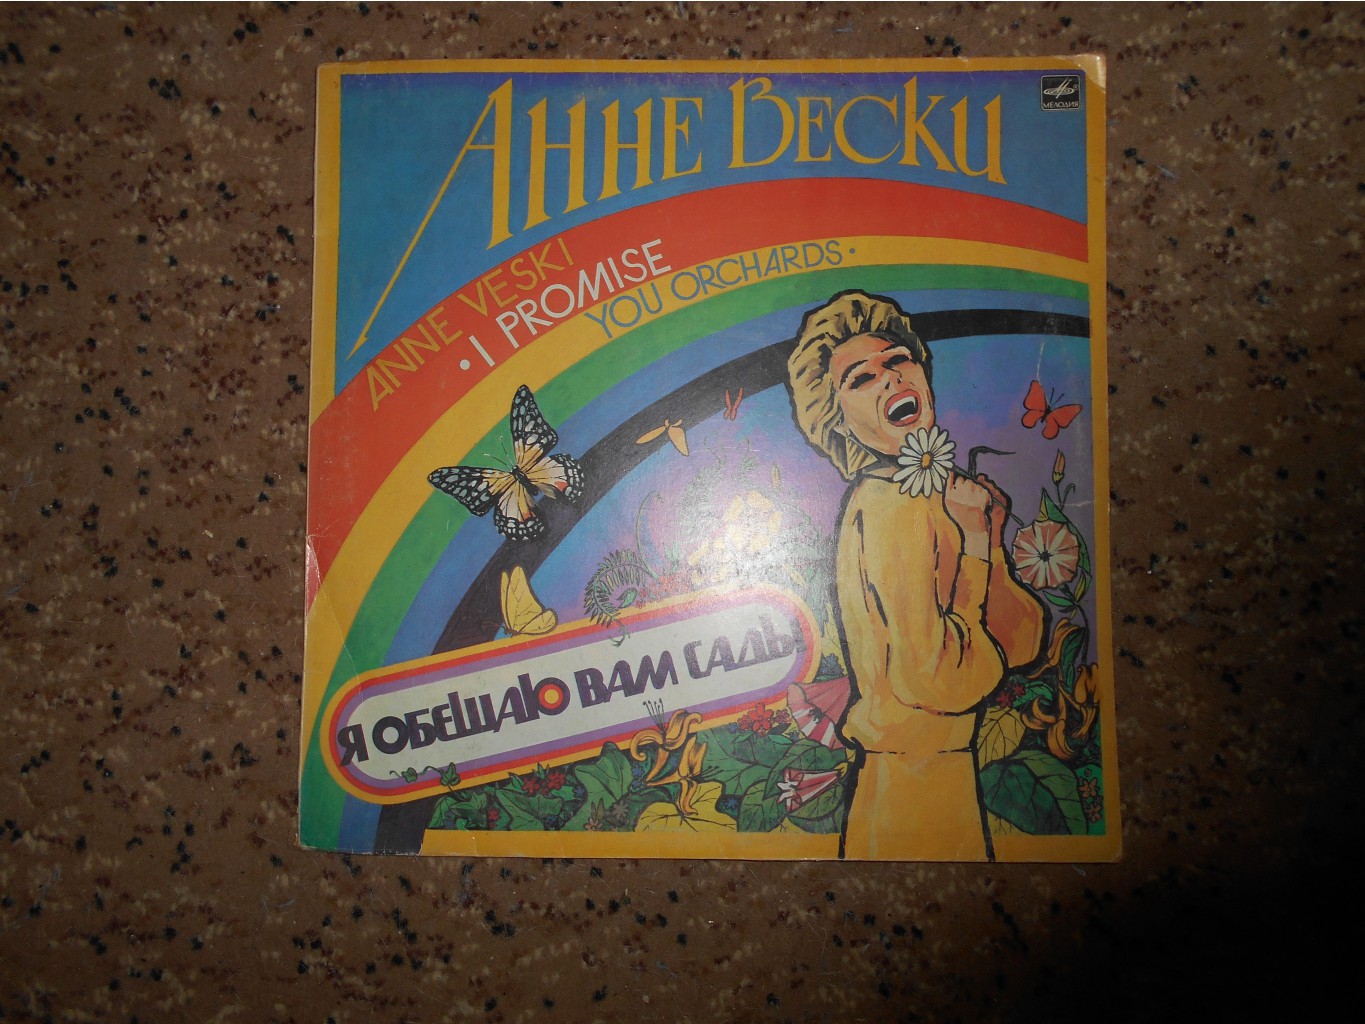 Анне Вески
МЕЛОДИЯ
ANNE VESKI
• I PROMISE
YOU ORCHARDS •
Я ОБЕЩАЮ ВАМ САДЫ